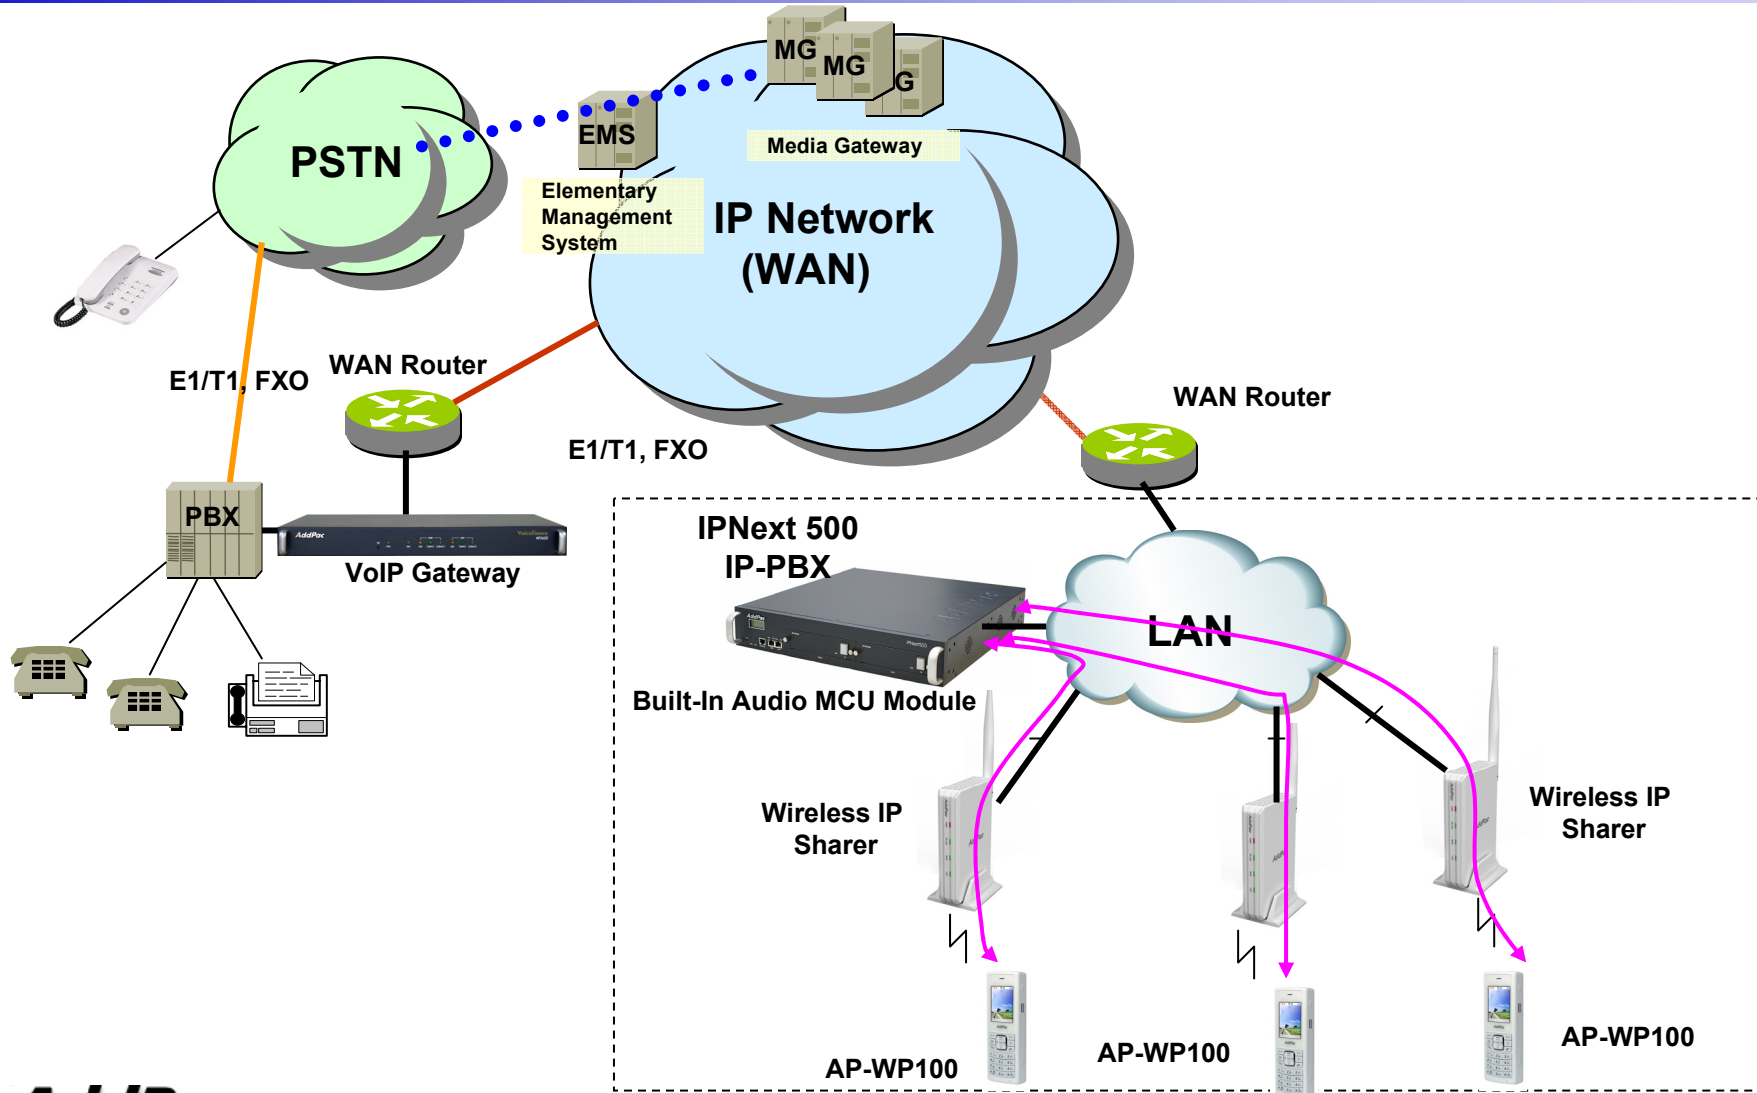 MG
MG
G
EMS
PSTN
Media Gateway
Elementary
Management
System
IP Network
(WAN)
WAN Router
E1/T1, FXO
WAN Router
E1/T1, FXO
PBX
AddPac
VoIP Gateway
IPNext 500
IP-PBX
AddPac
LAN
Built-In Audio MCU Module
Wireless IP
Sharer
Wireless IP
Sharer
AP-WP100
AP-WP100
AP-WP100